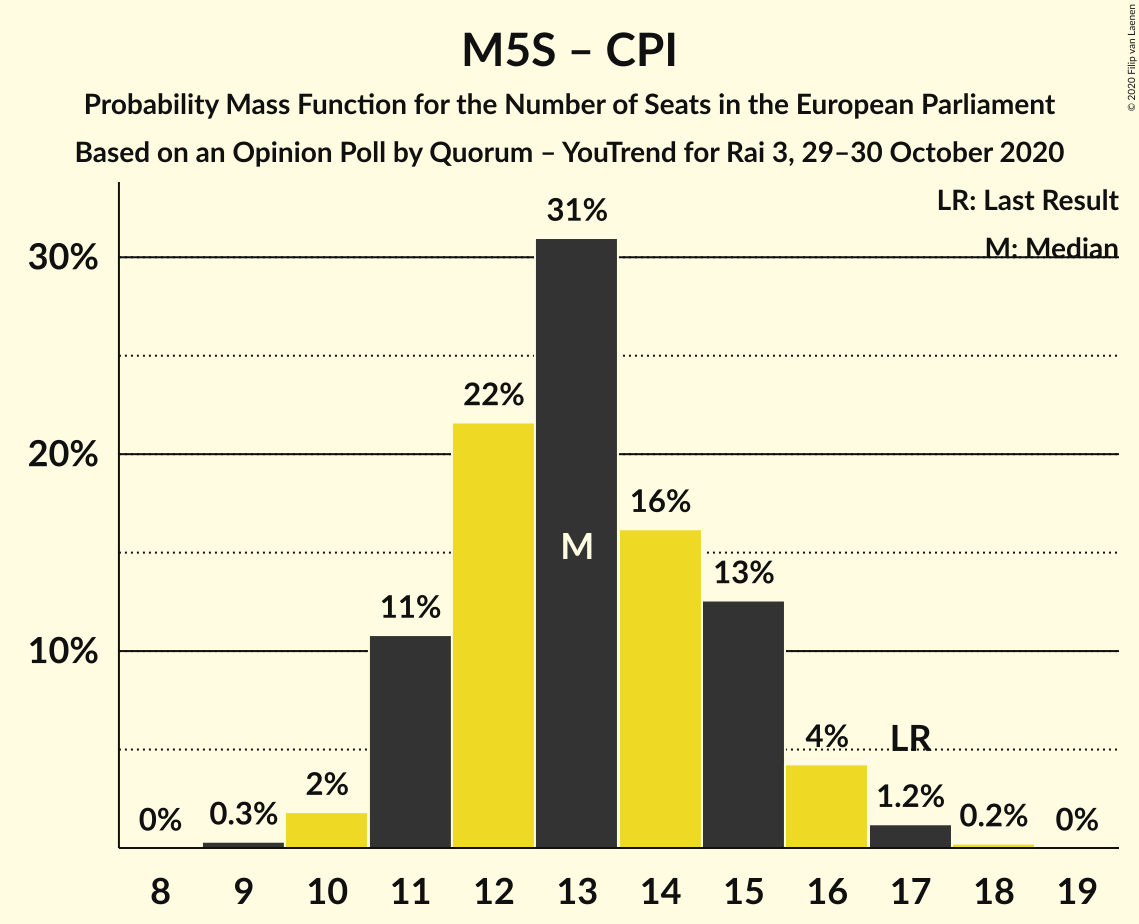 M5S – CPI
Probability Mass Function for the Number of Seats in the European Parliament
Based on an Opinion Poll by Quorum – YouTrend for Rai 3, 29–30 October 2020
© 2020 Filip van Laenen
LR: Last Result
M: Median
30%
20%
10%
0%
0.3%
2%
11%
22%
31%
M
16%
13%
4%
LR
1.2%
0.2%
0%
8 9 10 11 12 13 14 15 16 17 18 19